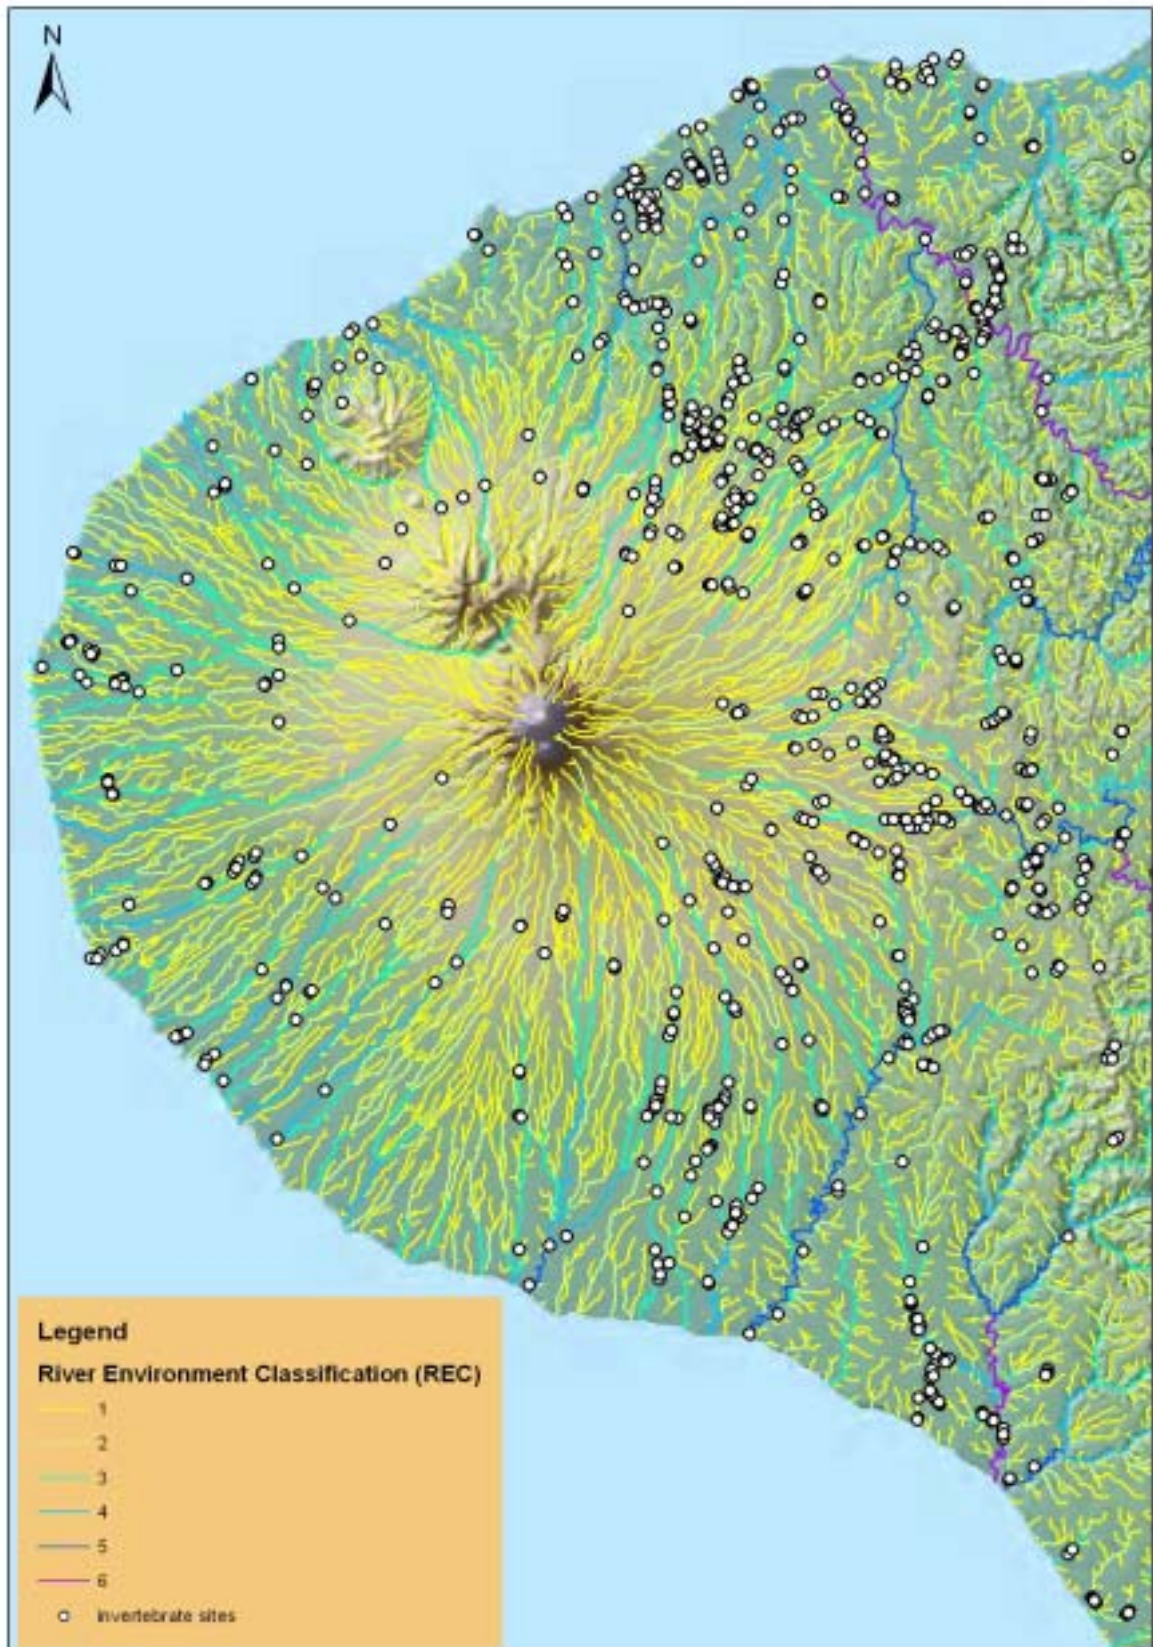 N
Legend
River Environment Classification (REC)
1
2
3
4
5
6
invertebrate sites